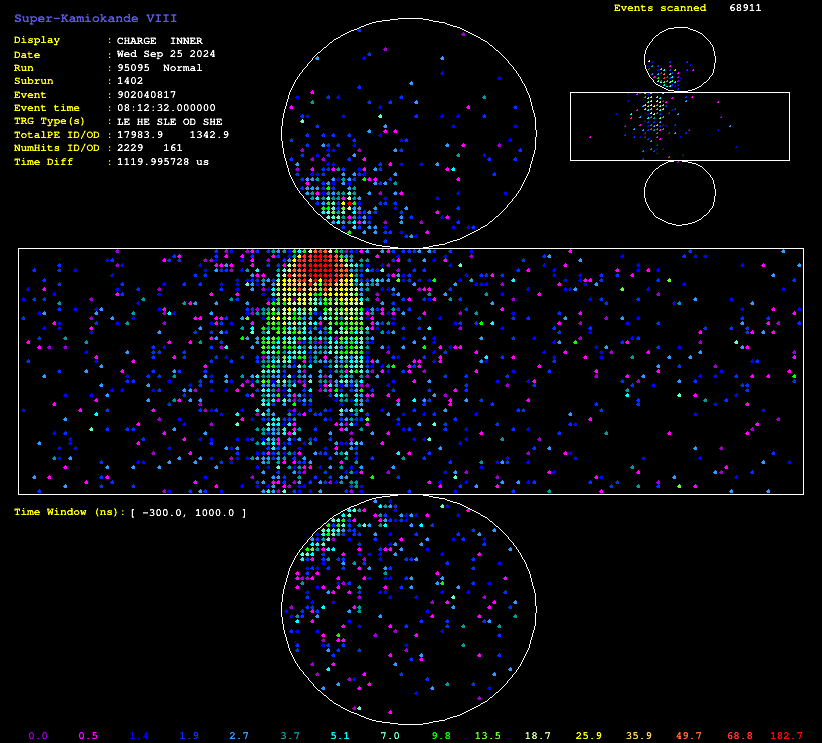 Super-Kamiokande VIII
Events scanned 68911
Display : CHARGE INNER
Date : Wed Sep 25 2024
Run : 95095 Normal
Subrun : 1402
Event : 902040817
Event time : 08:12:32.000000
TRG Type(s) : LE HE SLE OD SHE
TotalPE ID/OD : 17983.9 1342.9
NumHits ID/OD : 2229 161
Time Diff : 1119.995728 us
Time Window (ns): [ -300.0, 1000.0 ]
0.0 0.5 1.4 1.9 2.7 3.7 5.1 7.0 9.8 13.5 18.7 25.9 35.9 49.7 68.8 182.7